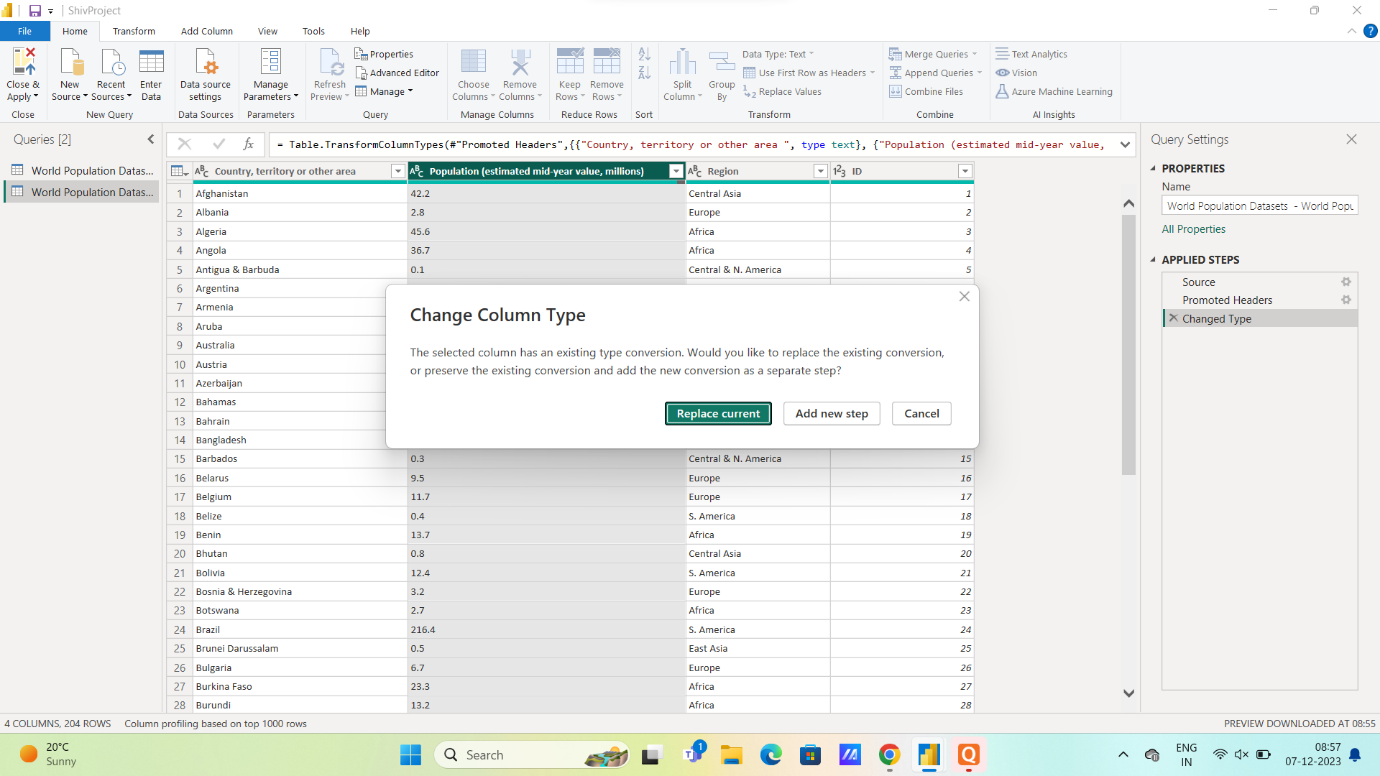 ShivProject
File Home Transform Add Column View Tools Help
Close & Apply
New Source
Recent Sources
Enter Data
Data source settings
Manage Parameters
Refresh Preview
Properties
Advanced Editor
Manage
Choose Columns
Remove Columns
Keep Rows
Remove Rows
Split Column
Group By
Data Type: Text
Use First Row as Headers
Replace Values
Merge Queries
Append Queries
Combine Files
Text Analytics
Vision
Azure Machine Learning
Close New Query Data Sources Parameters Query Manage Columns Reduce Rows Sort Transform Combine AI Insights
Queries [2]
World Population Datas...
World Population Datas...
fx = Table.TransformColumnTypes(#"Promoted Headers",{{"Country, territory or other area ", type text}, {"Population (estimated mid-year value,
ABC Country, territory or other area ABC Population (estimated mid-year value, millions) ABC Region 123 ID
1 Afghanistan 42.2 Central Asia 1
2 Albania 2.8 Europe 2
3 Algeria 45.6 Africa 3
4 Angola 36.7 Africa 4
5 Antigua & Barbuda 0.1 Central & N. America 5
6 Argentina
7 Armenia
8 Aruba
9 Australia
10 Austria
11 Azerbaijan
12 Bahamas
13 Bahrain
14 Bangladesh
15 Barbados 0.3 Central & N. America 15
16 Belarus 9.5 Europe 16
17 Belgium 11.7 Europe 17
18 Belize 0.4 S. America 18
19 Benin 13.7 Africa 19
20 Bhutan 0.8 Central Asia 20
21 Bolivia 12.4 S. America 21
22 Bosnia & Herzegovina 3.2 Europe 22
23 Botswana 2.7 Africa 23
24 Brazil 216.4 S. America 24
25 Brunei Darussalam 0.5 East Asia 25
26 Bulgaria 6.7 Europe 26
27 Burkina Faso 23.3 Africa 27
28 Burundi 13.2 Africa 28
Change Column Type
The selected column has an existing type conversion. Would you like to replace the existing conversion,
or preserve the existing conversion and add the new conversion as a separate step?
Replace current Add new step Cancel
Query Settings
PROPERTIES
Name
World Population Datasets - World Popu
All Properties
APPLIED STEPS
Source
Promoted Headers
Changed Type
4 COLUMNS, 204 ROWS Column profiling based on top 1000 rows PREVIEW DOWNLOADED AT 08:55
20°C
Sunny
Search
1
ENG
IN
08:57
07-12-2023